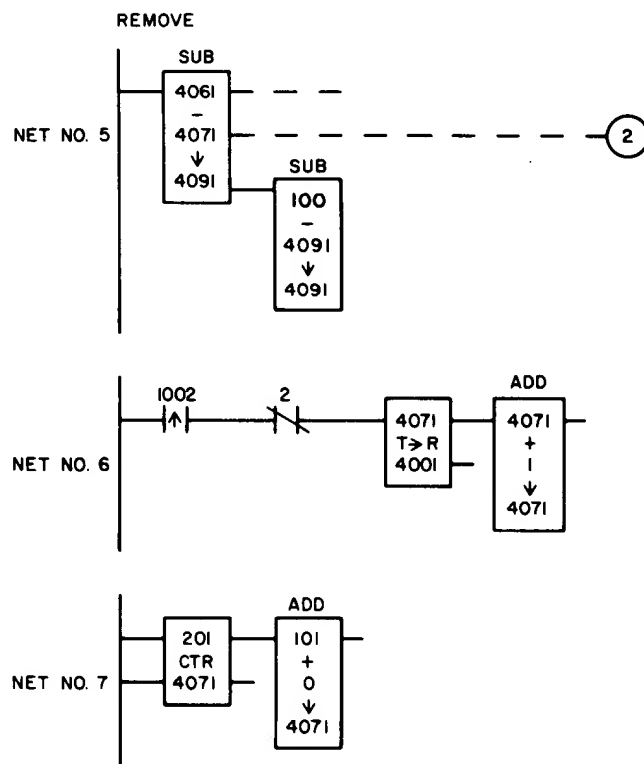 REMOVE
SUB
4061
−
4071
↓
4091
NET NO. 5
2
SUB
100
−
4091
↓
4091
1002
2
ADD
4071
T→R
4001
4071
+
1
↓
4071
NET NO. 6
ADD
201
CTR
4071
101
+
0
↓
4071
NET NO. 7